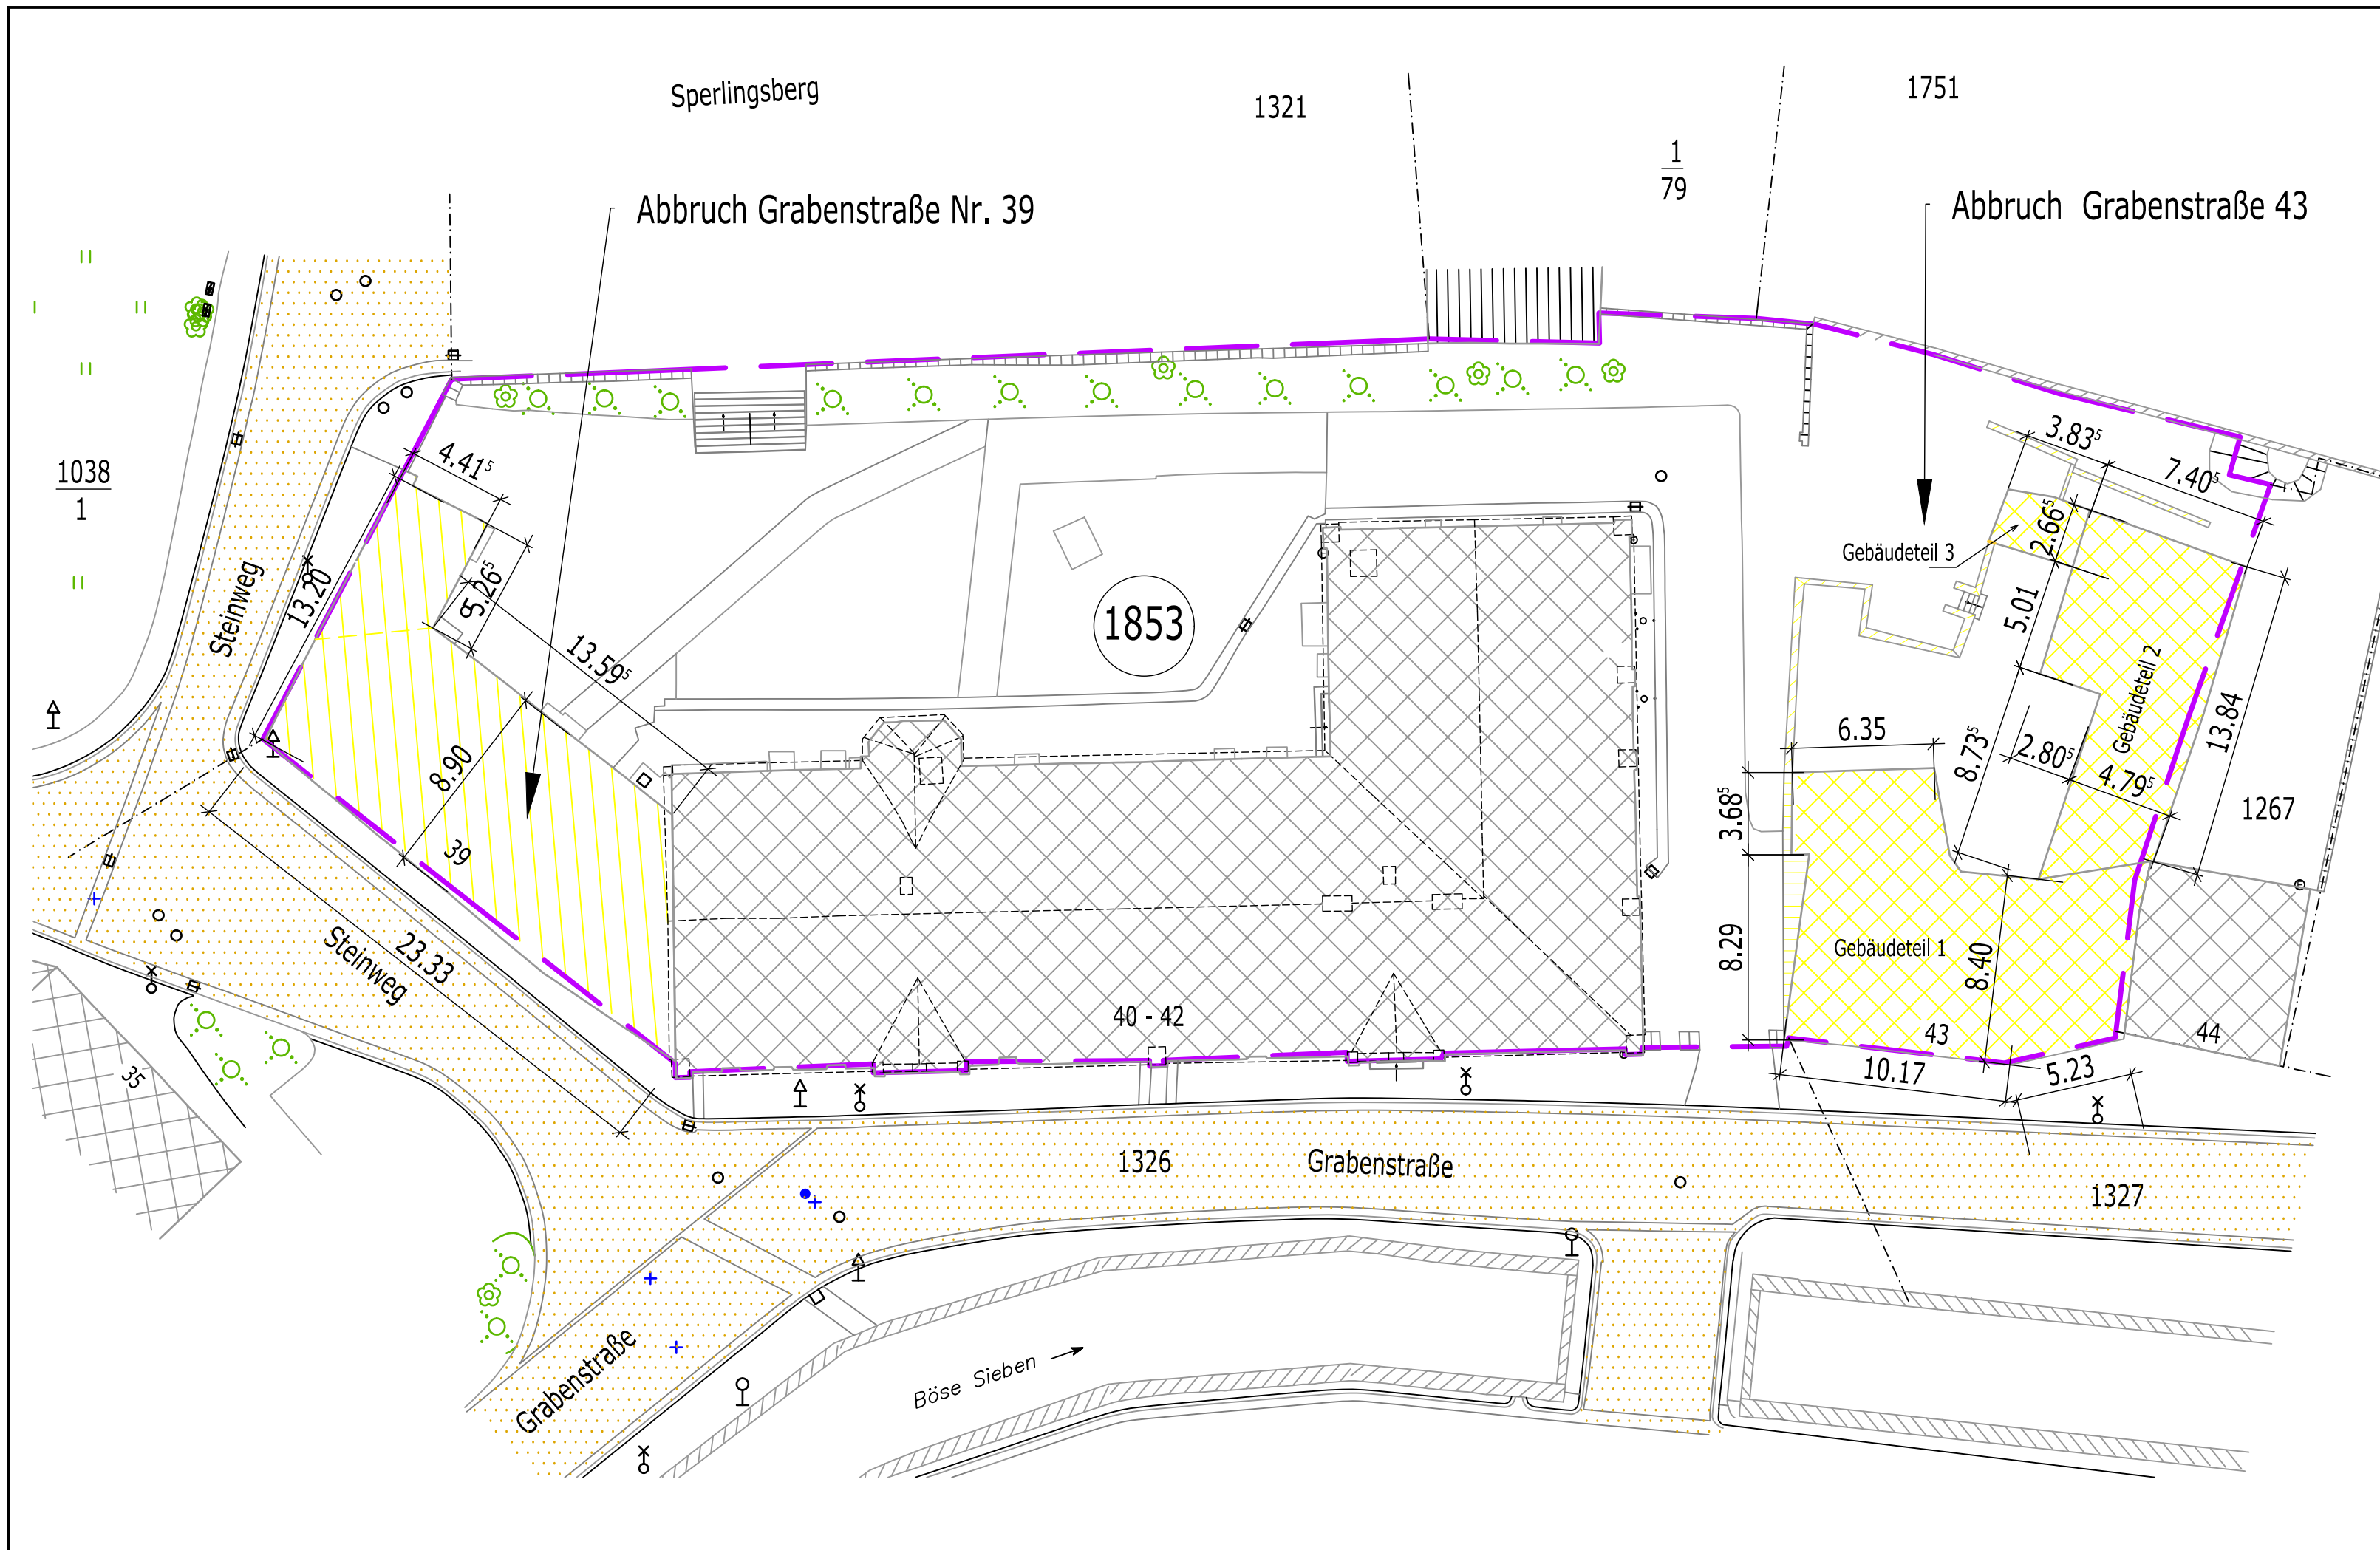 Sperlingsberg
1321
1751
1
79
Abbruch Grabenstraße Nr. 39
Abbruch Grabenstraße 43
1038
1
Steinweg
13.20
4.41⁵
5.26⁵
13.59⁵
8.90
39
23.33
Steinweg
35
1853
40 - 42
3.83⁵
7.40⁵
2.66⁵
Gebäudeteil 3
5.01
Gebäudeteil 2
13.84
6.35
8.73⁵
2.80⁵
4.79⁵
3.68⁵
1267
8.29
Gebäudeteil 1
8.40
43
44
10.17
5.23
1326
Grabenstraße
1327
Grabenstraße
Böse Sieben